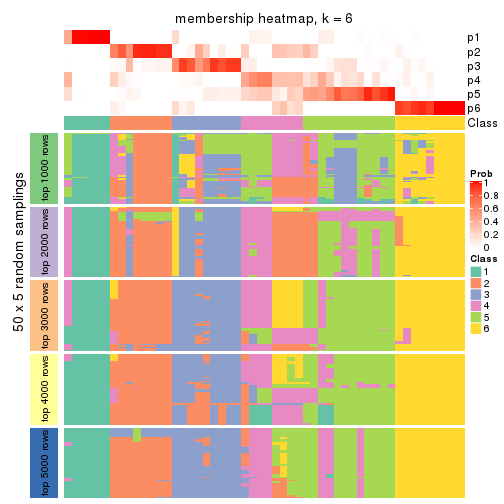 membership heatmap, k = 6
p1
p2
p3
p4
p5
p6
Class
50 x 5 random samplings
top 1000 rows
top 2000 rows
top 3000 rows
top 4000 rows
top 5000 rows
Prob
1
0.8
0.6
0.4
0.2
0
Class
1
2
3
4
5
6